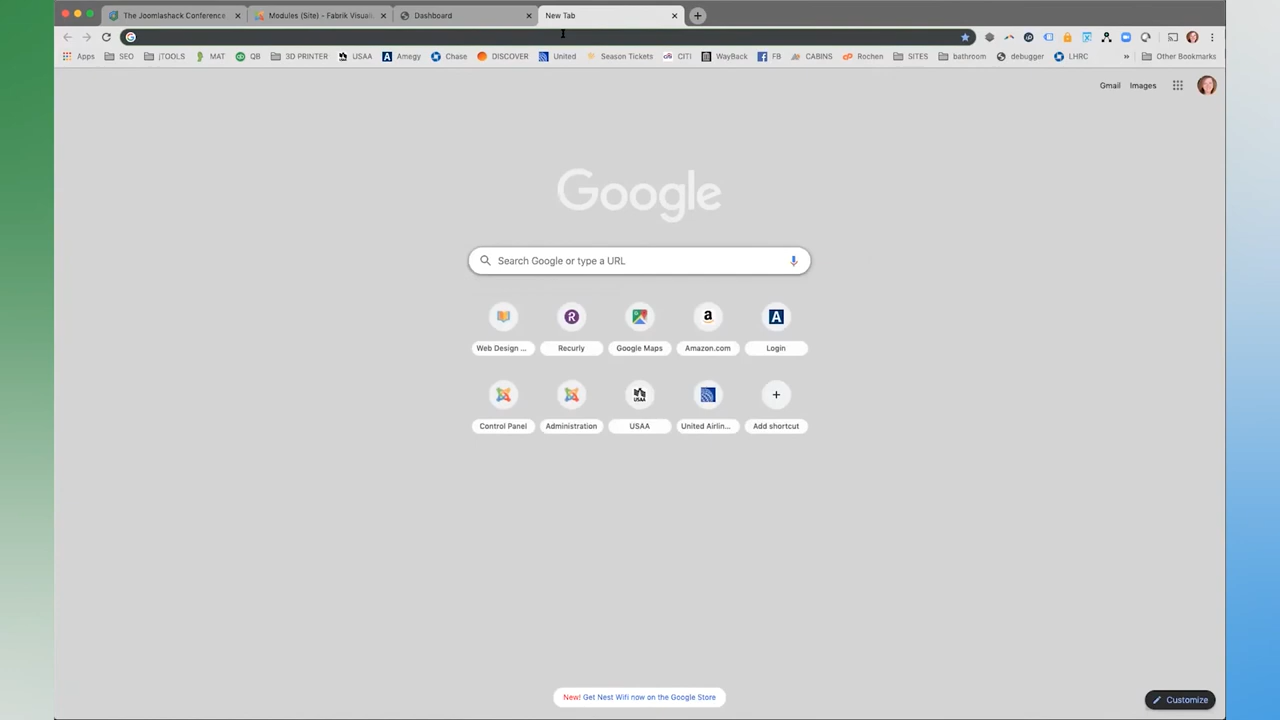 The Joomlashack Conference
Modules (Site) - Fabrik Visual
Dashboard
New Tab
Apps
SEO
|TOOLS
MAT
QB
3D PRINTER
USAA
Amegy
Chase
DISCOVER
United
Season Tickets
CITI
WayBack
FB
CABINS
Rochen
SITES
bathroom
debugger
LHRC
»
Other Bookmarks
Gmail
Images
Google
Search Google or type a URL
Web Design ...
Recurly
Google Maps
Amazon.com
Login
Control Panel
Administration
USAA
United Airlin...
Add shortcut
New! Get Nest Wifi now on the Google Store
Customize